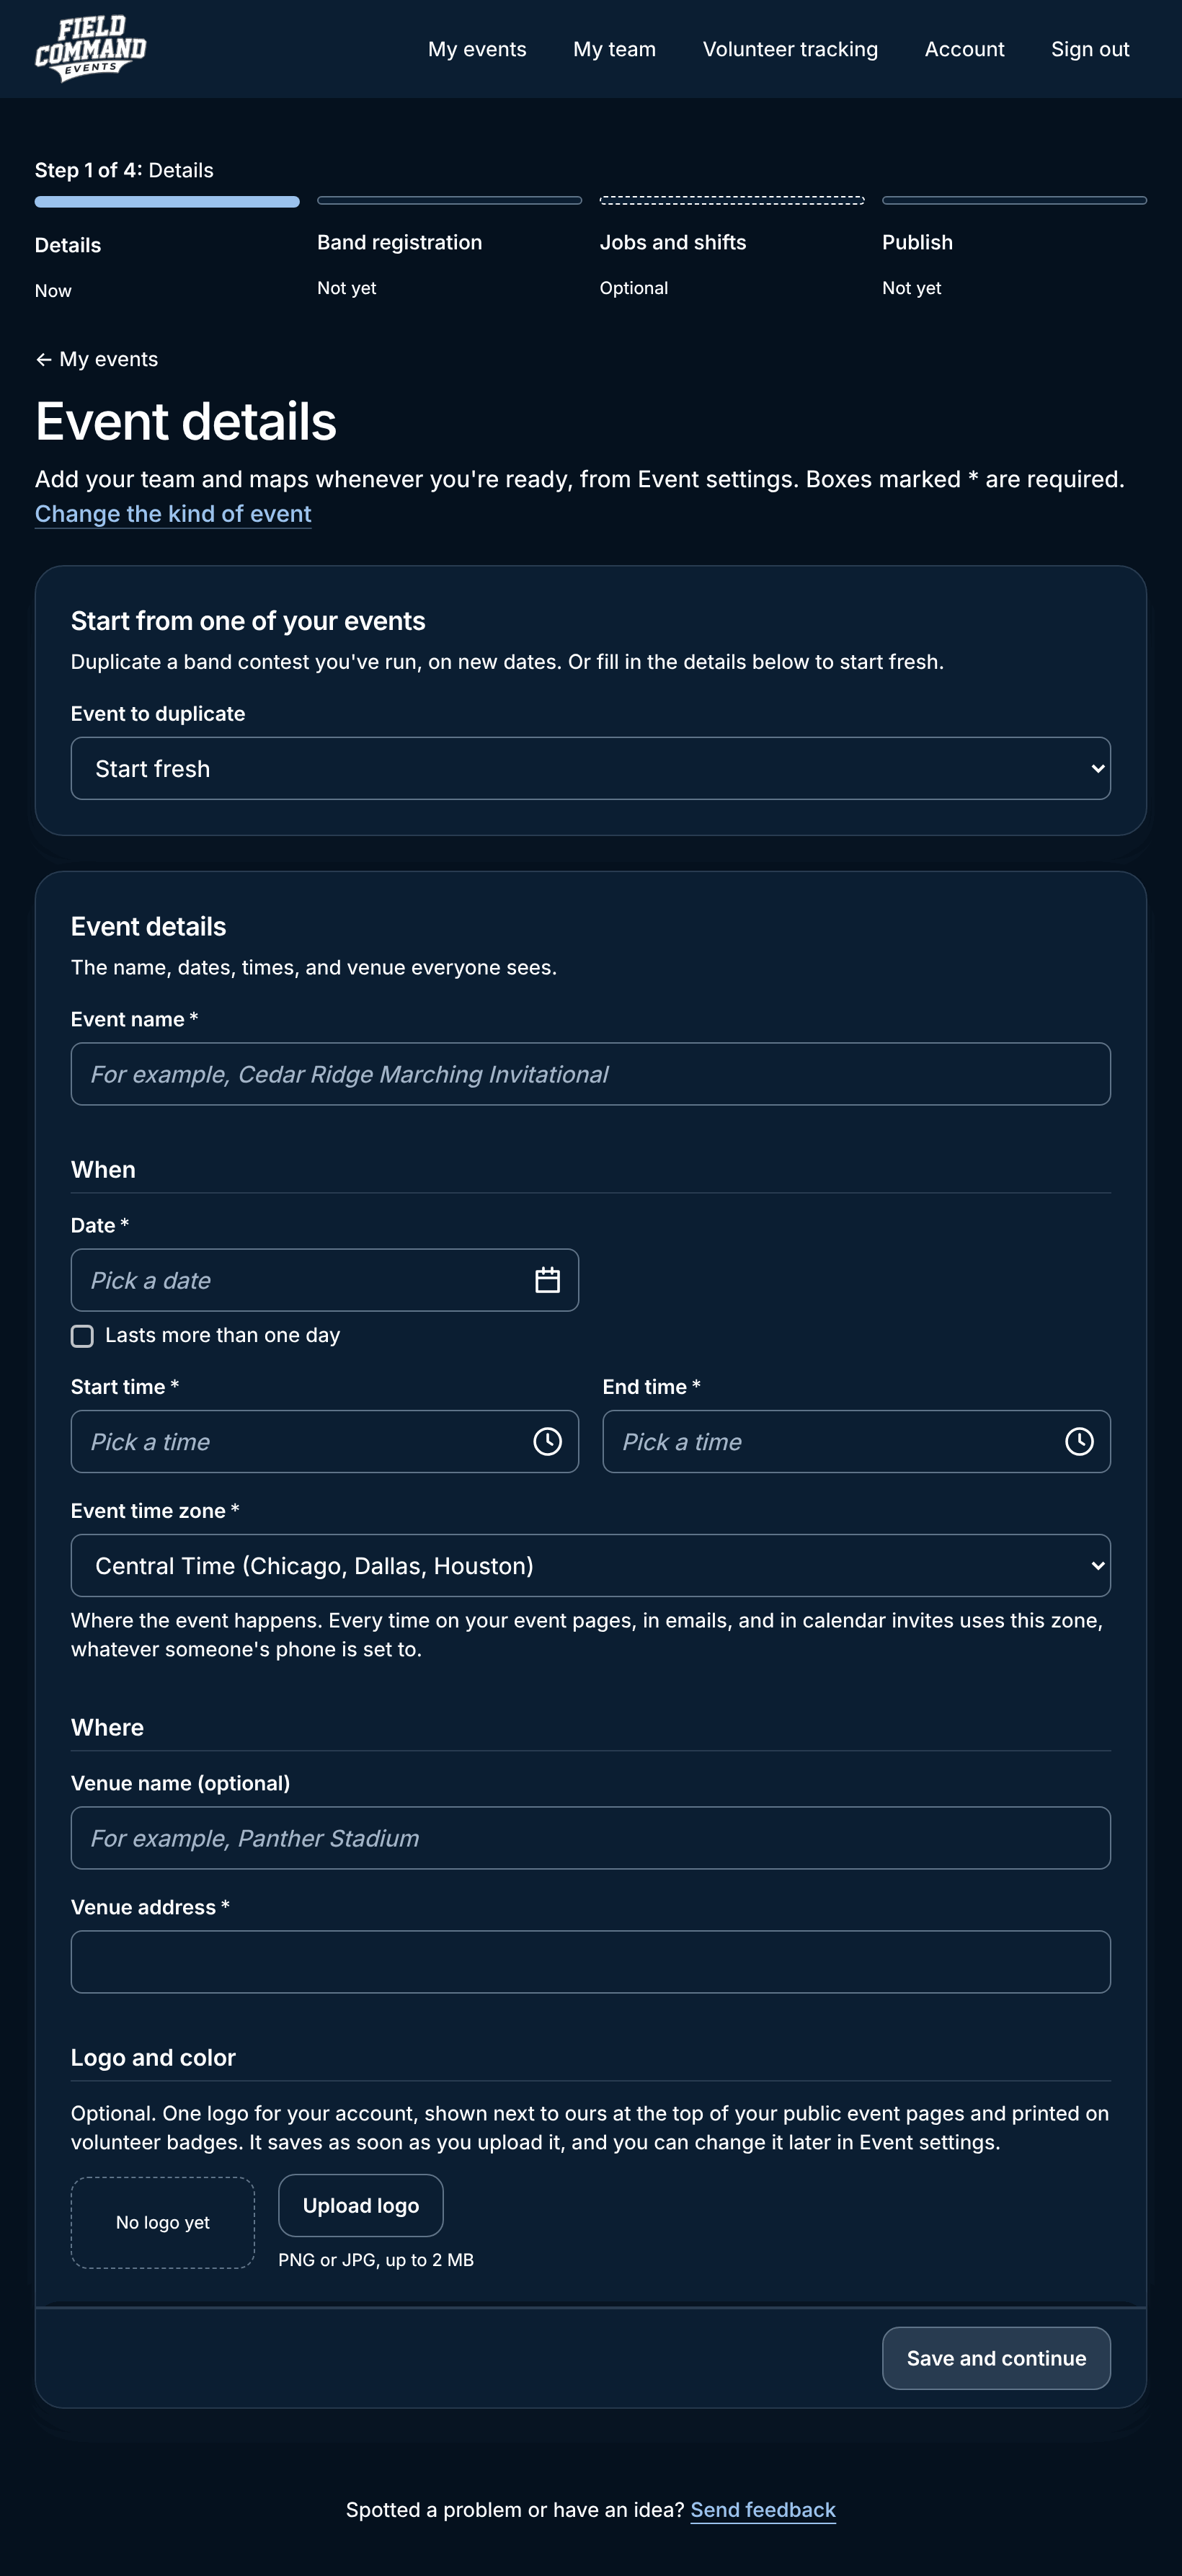 FIELD
COMMAND
EVENTS
My events
My team
Volunteer tracking
Account
Sign out
Step 1 of 4: Details
Details
Now
Band registration
Not yet
Jobs and shifts
Optional
Publish
Not yet
← My events
Event details
Add your team and maps whenever you're ready, from Event settings. Boxes marked * are required.
Change the kind of event
Start from one of your events
Duplicate a band contest you've run, on new dates. Or fill in the details below to start fresh.
Event to duplicate
Start fresh
Event details
The name, dates, times, and venue everyone sees.
Event name *
For example, Cedar Ridge Marching Invitational
When
Date *
Pick a date
Lasts more than one day
Start time *
End time *
Pick a time
Pick a time
Event time zone *
Central Time (Chicago, Dallas, Houston)
Where the event happens. Every time on your event pages, in emails, and in calendar invites uses this zone,
whatever someone's phone is set to.
Where
Venue name (optional)
For example, Panther Stadium
Venue address *
Logo and color
Optional. One logo for your account, shown next to ours at the top of your public event pages and printed on
volunteer badges. It saves as soon as you upload it, and you can change it later in Event settings.
No logo yet
Upload logo
PNG or JPG, up to 2 MB
Save and continue
Spotted a problem or have an idea? Send feedback